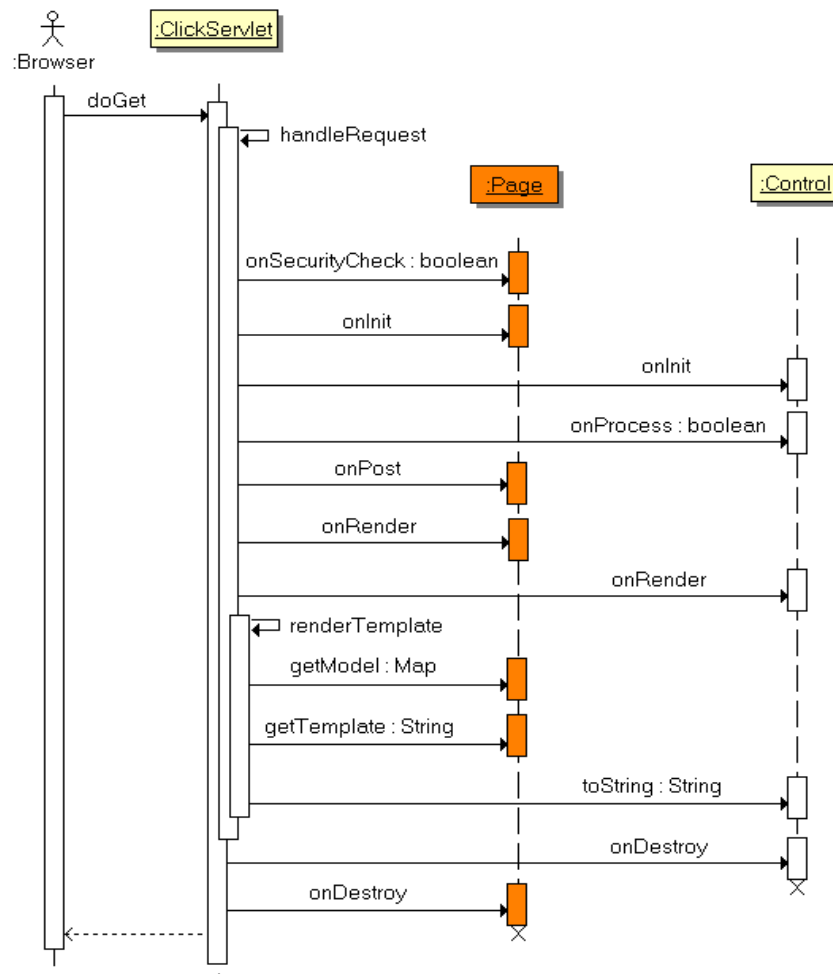 :ClickServlet
:Browser
doGet
handleRequest
:Page
:Control
onSecurityCheck : boolean
onInit
onInit
onProcess : boolean
onPost
onRender
onRender
renderTemplate
getModel : Map
getTemplate : String
toString : String
onDestroy
onDestroy